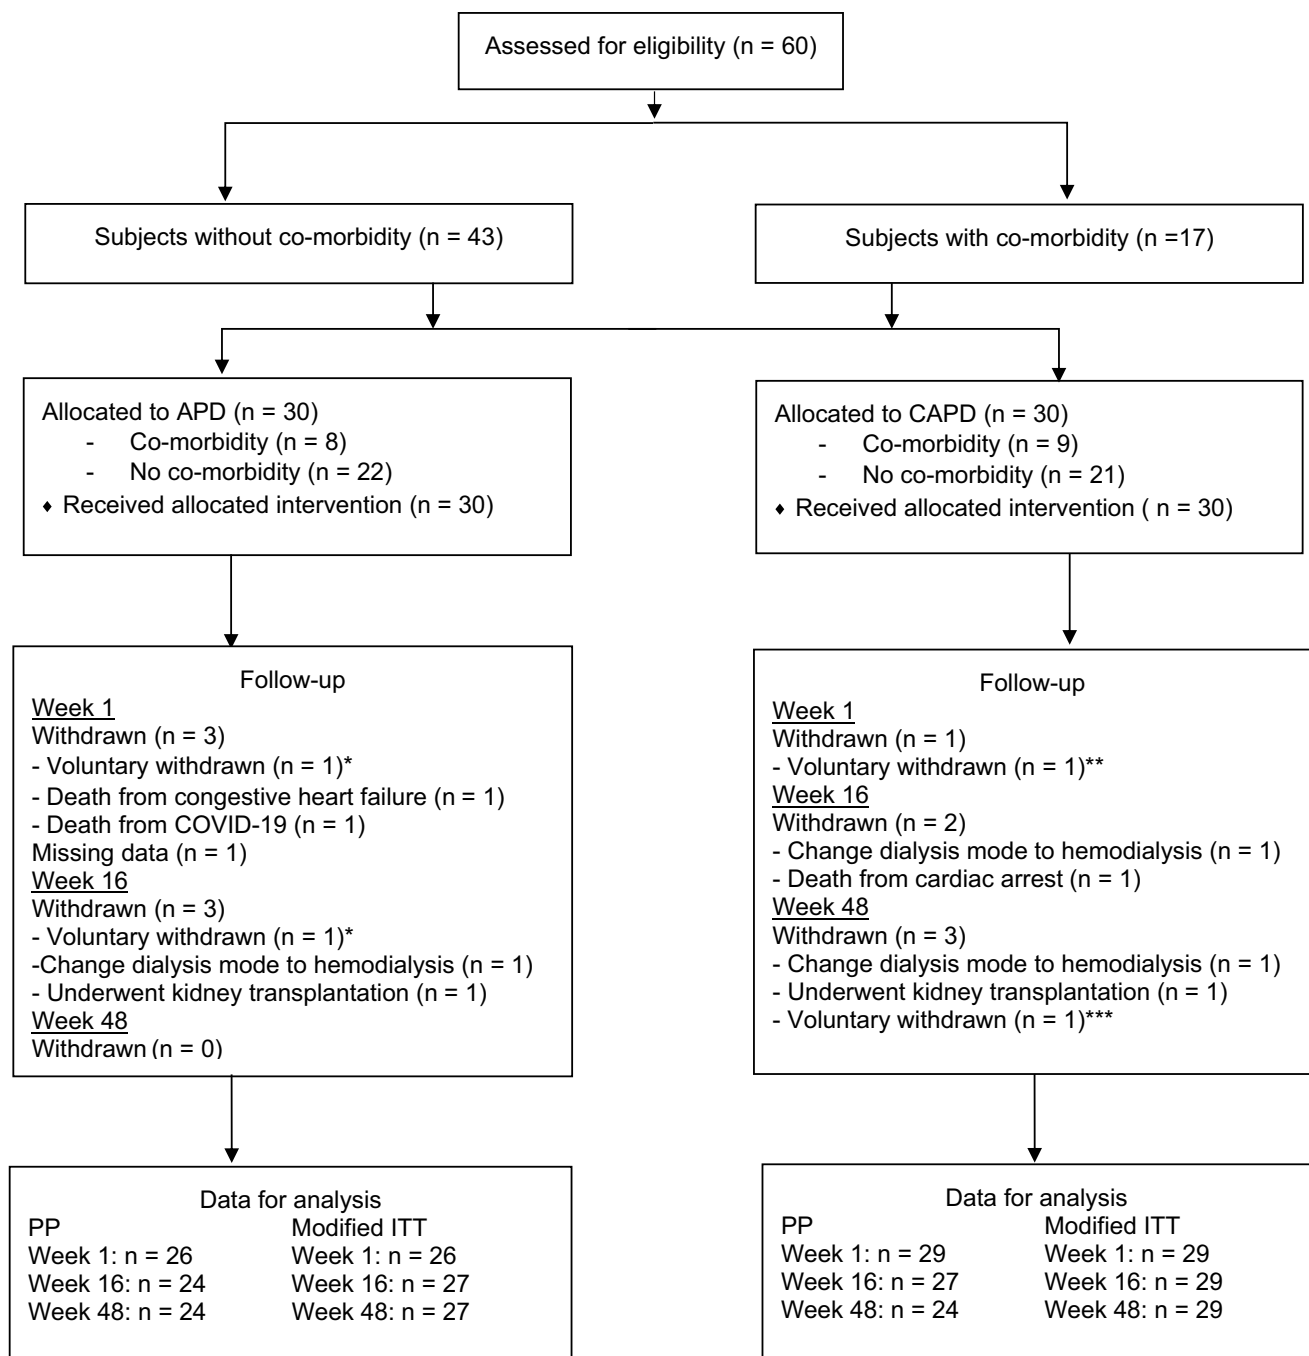 Assessed for eligibility (n = 60)
Subjects without co-morbidity (n = 43)
Subjects with co-morbidity (n =17)
Allocated to APD (n = 30)
- Co-morbidity (n = 8)
- No co-morbidity (n = 22)
♦ Received allocated intervention (n = 30)
Allocated to CAPD (n = 30)
- Co-morbidity (n = 9)
- No co-morbidity (n = 21)
♦ Received allocated intervention ( n = 30)
Follow-up
Week 1
Withdrawn (n = 3)
- Voluntary withdrawn (n = 1)*
- Death from congestive heart failure (n = 1)
- Death from COVID-19 (n = 1)
Missing data (n = 1)
Week 16
Withdrawn (n = 3)
- Voluntary withdrawn (n = 1)*
-Change dialysis mode to hemodialysis (n = 1)
- Underwent kidney transplantation (n = 1)
Week 48
Withdrawn (n = 0)
Follow-up
Week 1
Withdrawn (n = 1)
- Voluntary withdrawn (n = 1)**
Week 16
Withdrawn (n = 2)
- Change dialysis mode to hemodialysis (n = 1)
- Death from cardiac arrest (n = 1)
Week 48
Withdrawn (n = 3)
- Change dialysis mode to hemodialysis (n = 1)
- Underwent kidney transplantation (n = 1)
- Voluntary withdrawn (n = 1)***
Data for analysis
PP Modified ITT
Week 1: n = 26 Week 1: n = 26
Week 16: n = 24 Week 16: n = 27
Week 48: n = 24 Week 48: n = 27
Data for analysis
PP Modified ITT
Week 1: n = 29 Week 1: n = 29
Week 16: n = 27 Week 16: n = 29
Week 48: n = 24 Week 48: n = 29